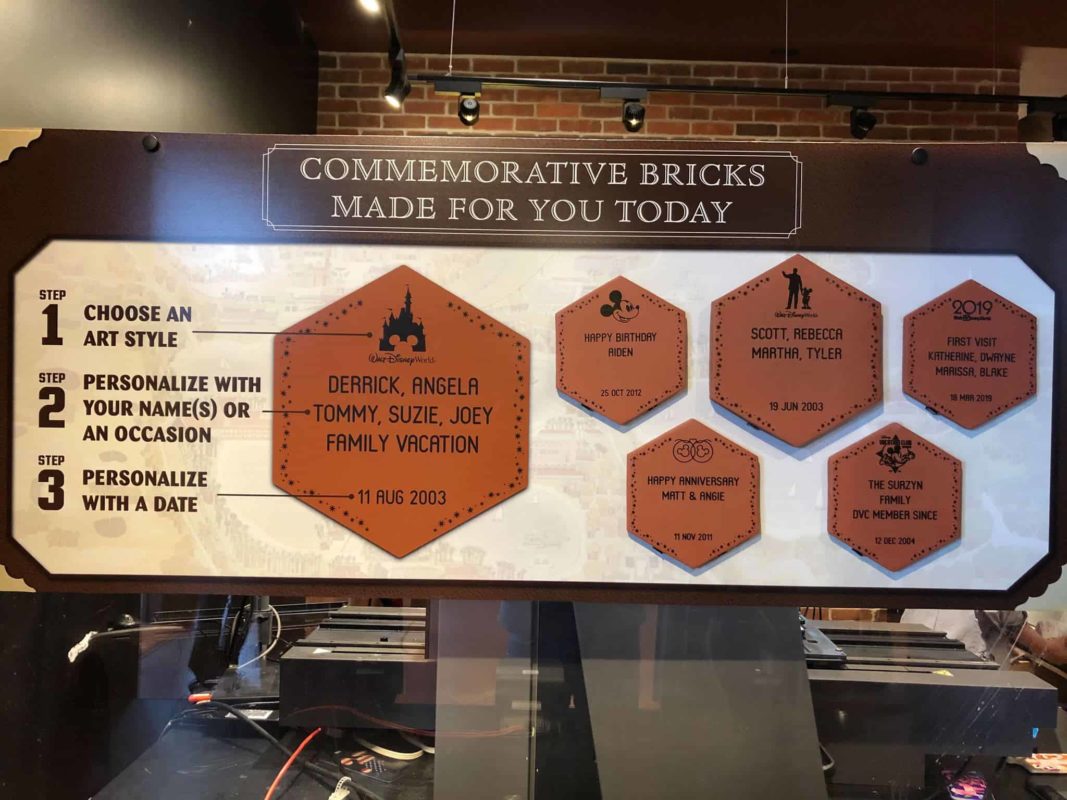 COMMEMORATIVE BRICKS
MADE FOR YOU TODAY
STEP
1
CHOOSE AN
ART STYLE
STEP
2
PERSONALIZE WITH
YOUR NAME(S) OR
AN OCCASION
STEP
3
PERSONALIZE
WITH A DATE
Walt Disney World
DERRICK, ANGELA
TOMMY, SUZIE, JOEY
FAMILY VACATION
11 AUG 2003
HAPPY BIRTHDAY
AIDEN
25 OCT 2012
Walt Disney World
SCOTT, REBECCA
MARTHA, TYLER
19 JUN 2003
2019
Walt Disney World
FIRST VISIT
KATHERINE, DWAYNE
MARISSA, BLAKE
18 MAR 2019
HAPPY ANNIVERSARY
MATT & ANGIE
11 NOV 2011
VACATION CLUB
THE SURZYN
FAMILY
DVC MEMBER SINCE
12 DEC 2004